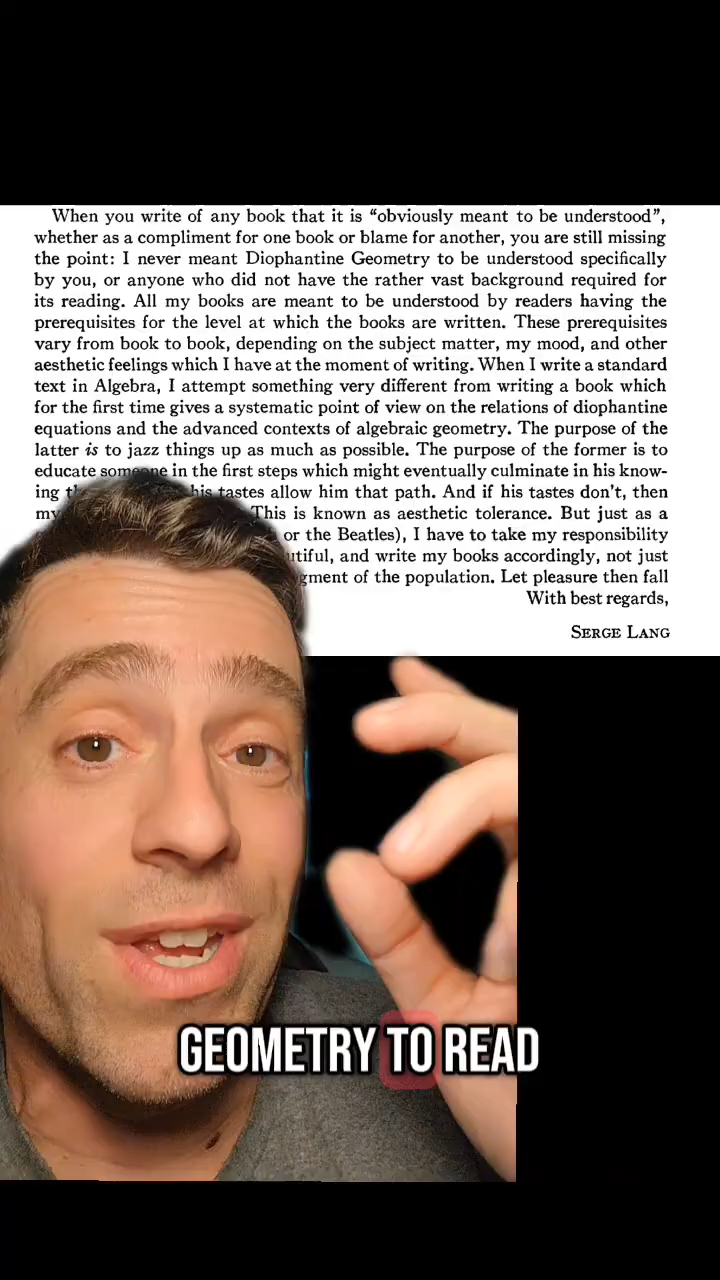 When you write of any book that it is “obviously meant to be understood”,
whether as a compliment for one book or blame for another, you are still missing
the point: I never meant Diophantine Geometry to be understood specifically
by you, or anyone who did not have the rather vast background required for
its reading. All my books are meant to be understood by readers having the
prerequisites for the level at which the books are written. These prerequisites
vary from book to book, depending on the subject matter, my mood, and other
aesthetic feelings which I have at the moment of writing. When I write a standard
text in Algebra, I attempt something very different from writing a book which
for the first time gives a systematic point of view on the relations of diophantine
equations and the advanced contexts of algebraic geometry. The purpose of the
latter is to jazz things up as much as possible. The purpose of the former is to
educate someone in the first steps which might eventually culminate in his know-
ing his tastes allow him that path. And if his tastes don’t, then
my This is known as aesthetic tolerance. But just as a
or the Beatles), I have to take my responsibility
and write my books accordingly, not just
of the population. Let pleasure then fall
With best regards,
SERGE LANG
GEOMETRY TO READ